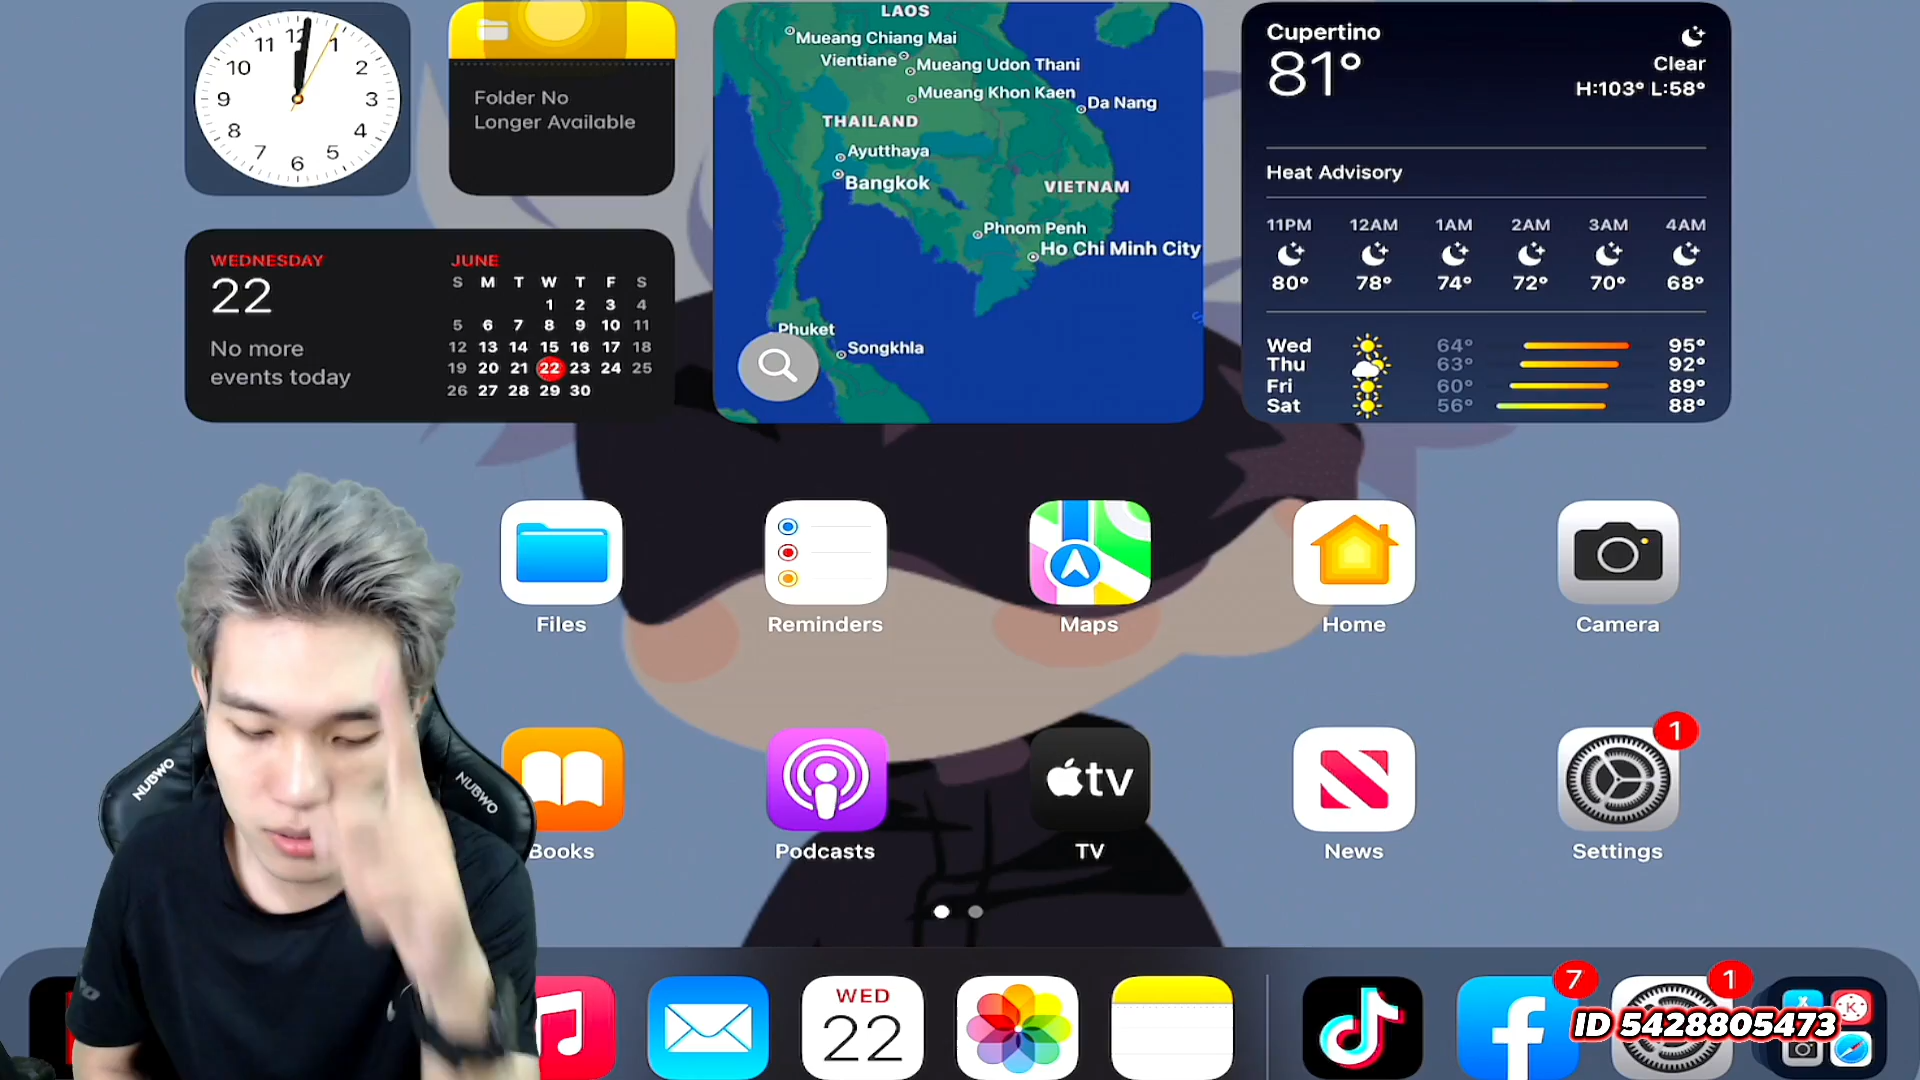 12
1
2
3
4
5
6
7
8
9
10
11
Folder No
Longer Available
LAOS
Mueang Chiang Mai
Vientiane
Mueang Udon Thani
Mueang Khon Kaen
Da Nang
THAILAND
Ayutthaya
Bangkok
VIETNAM
Phnom Penh
Ho Chi Minh City
Phuket
Songkhla
Cupertino
81°
Clear
H:103° L:58°
Heat Advisory
11PM 12AM 1AM 2AM 3AM 4AM
80° 78° 74° 72° 70° 68°
Wed 64° 95°
Thu 63° 92°
Fri 60° 89°
Sat 56° 88°
WEDNESDAY
22
No more
events today
JUNE
S M T W T F S
1 2 3 4
5 6 7 8 9 10 11
12 13 14 15 16 17 18
19 20 21 22 23 24 25
26 27 28 29 30
Files
Reminders
Maps
Home
Camera
NUBWO
NUBWO
Books
Podcasts
tv
TV
News
1
Settings
WED
22
7
1
ID 5428805473